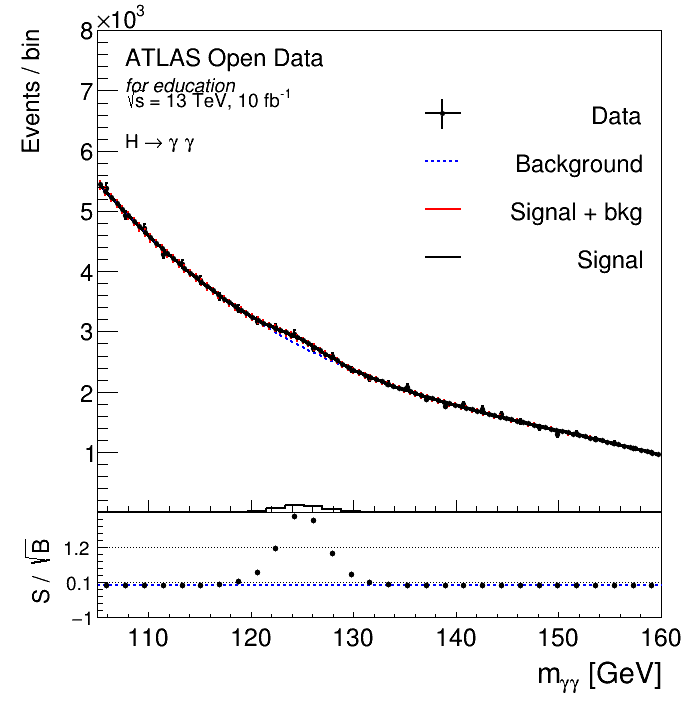 8 ×10³
Events / bin
ATLAS Open Data
for education
√s = 13 TeV, 10 fb⁻¹
H → γ γ
Data
Background
Signal + bkg
Signal
7
6
5
4
3
2
1
S / √B
1.2
0.1
−1
110 120 130 140 150 160
mγγ [GeV]